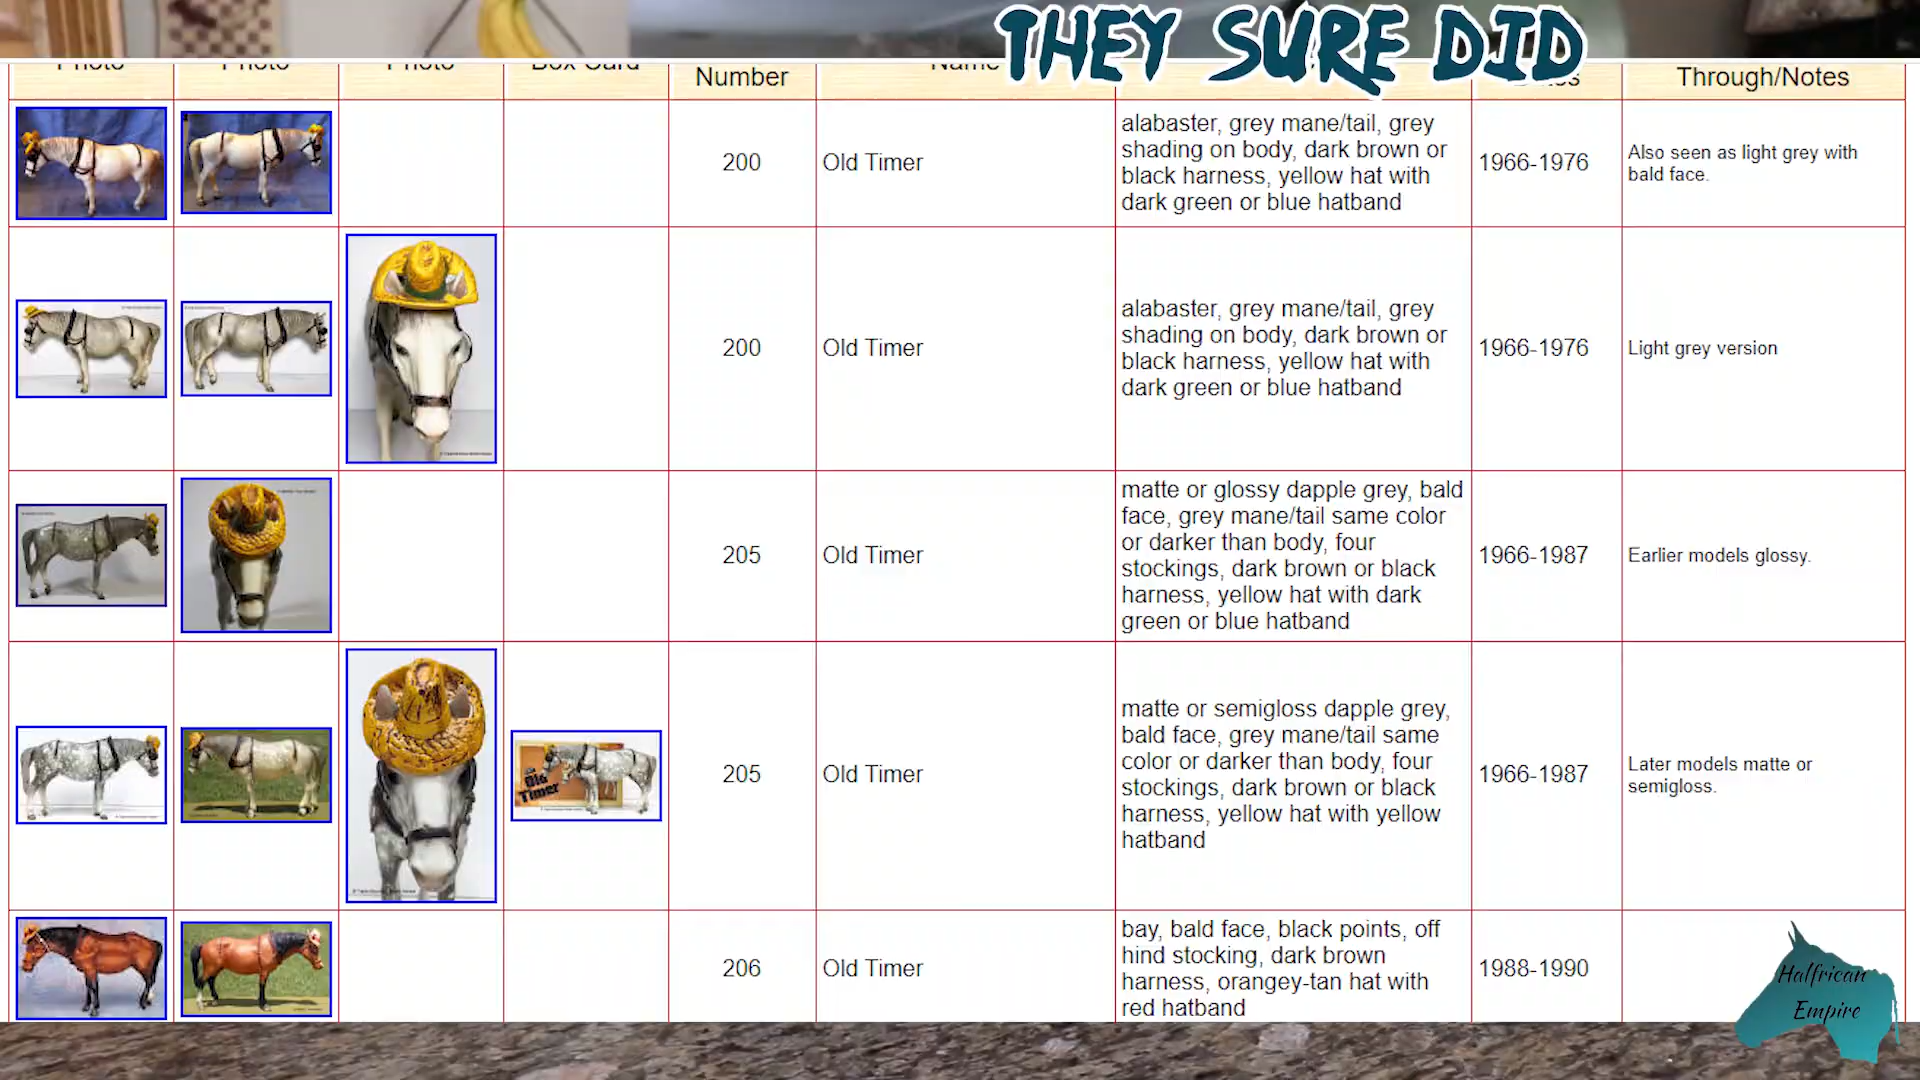 THEY SURE DID
Photo
Photo
Photo
Box Card
Number
Name
Through/Notes
200
Old Timer
alabaster, grey mane/tail, grey
shading on body, dark brown or
black harness, yellow hat with
dark green or blue hatband
1966-1976
Also seen as light grey with
bald face.
200
Old Timer
alabaster, grey mane/tail, grey
shading on body, dark brown or
black harness, yellow hat with
dark green or blue hatband
1966-1976
Light grey version
205
Old Timer
matte or glossy dapple grey, bald
face, grey mane/tail same color
or darker than body, four
stockings, dark brown or black
harness, yellow hat with dark
green or blue hatband
1966-1987
Earlier models glossy.
Old
Timer
205
Old Timer
matte or semigloss dapple grey,
bald face, grey mane/tail same
color or darker than body, four
stockings, dark brown or black
harness, yellow hat with yellow
hatband
1966-1987
Later models matte or
semigloss.
206
Old Timer
bay, bald face, black points, off
hind stocking, dark brown
harness, orangey-tan hat with
red hatband
1988-1990
Halfrican
Empire